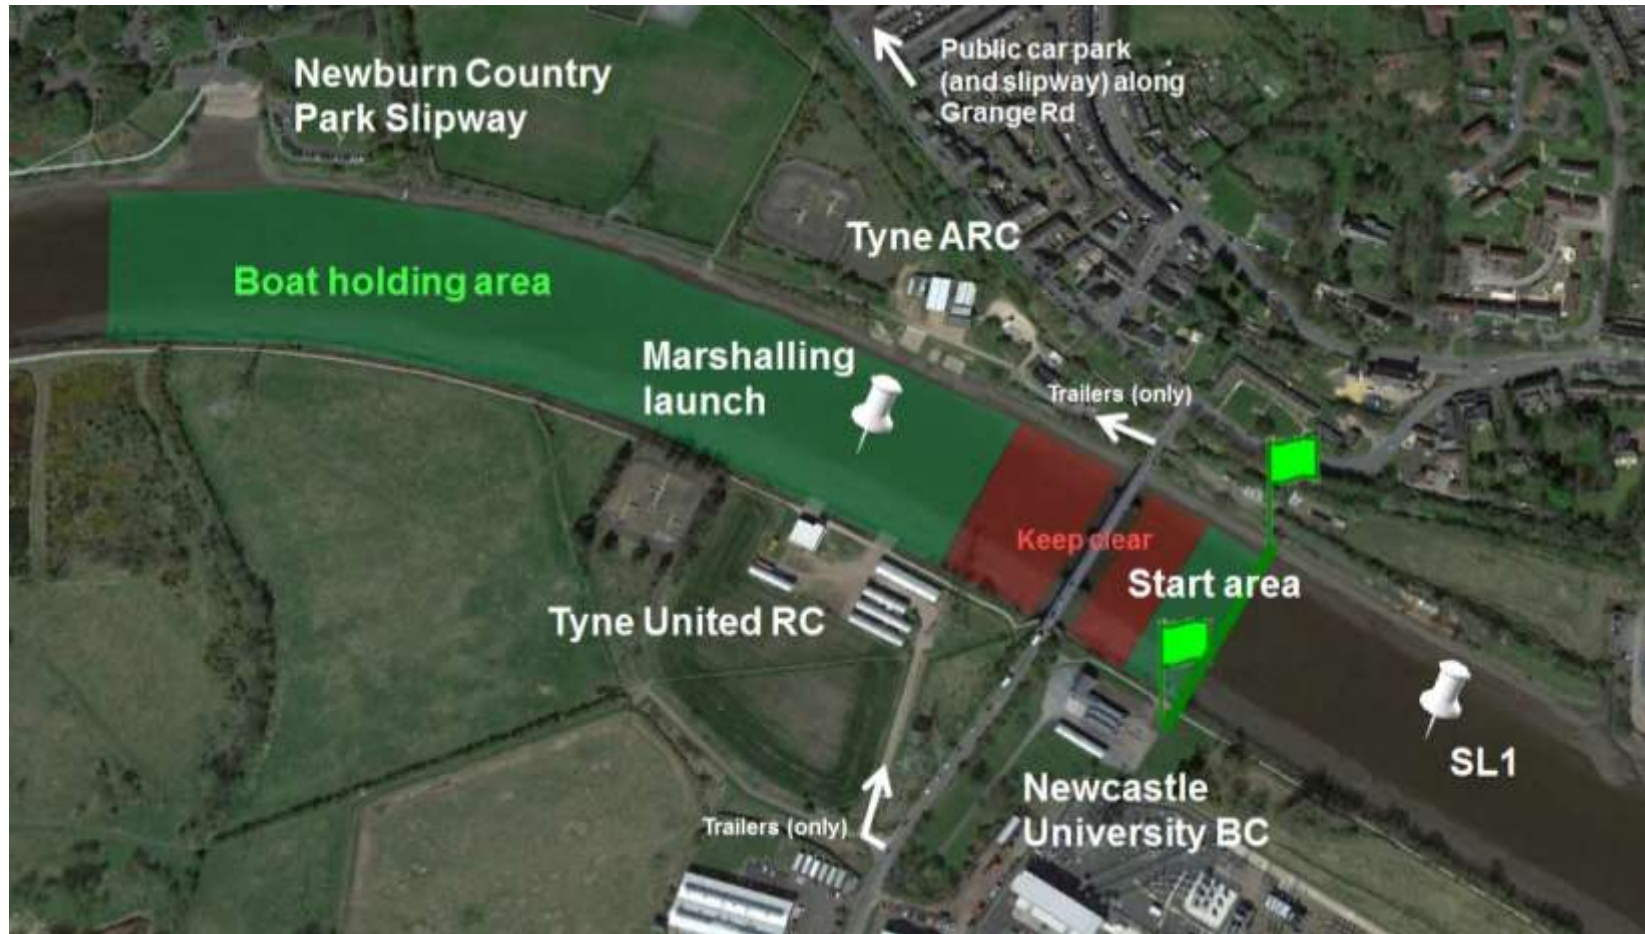 Newburn Country
Park Slipway
Public car park
(and slipway) along
Grange Rd
Tyne ARC
Boat holding area
Marshalling
launch
Trailers (only)
Keep clear
Start area
Tyne United RC
SL1
Newcastle
University BC
Trailers (only)